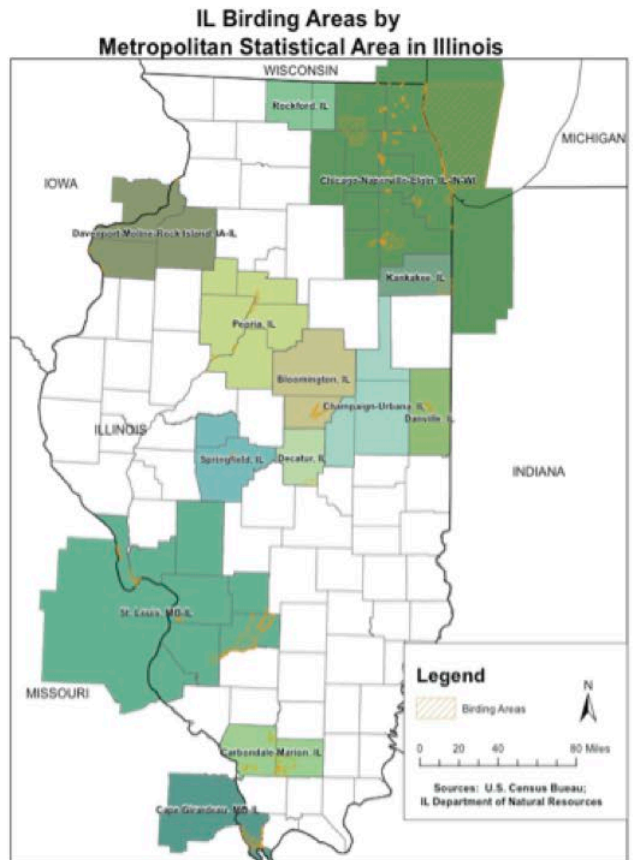 IL Birding Areas by
Metropolitan Statistical Area in Illinois
WISCONSIN
Rockford, IL
MICHIGAN
IOWA
Chicago-Naperville-Elgin, IL-IN-WI
Davenport-Moline-Rock Island, IA-IL
Kankakee, IL
Peoria, IL
Bloomington, IL
Champaign-Urbana, IL
Danville, IL
ILLINOIS
Springfield, IL
Decatur, IL
INDIANA
St. Louis, MO-IL
MISSOURI
Carbondale-Marion, IL
Cape Girardeau, MO-IL
Legend
Birding Areas
N
0 20 40 60 80 Miles
Sources: U.S. Census Bueau;
IL Department of Natural Resources